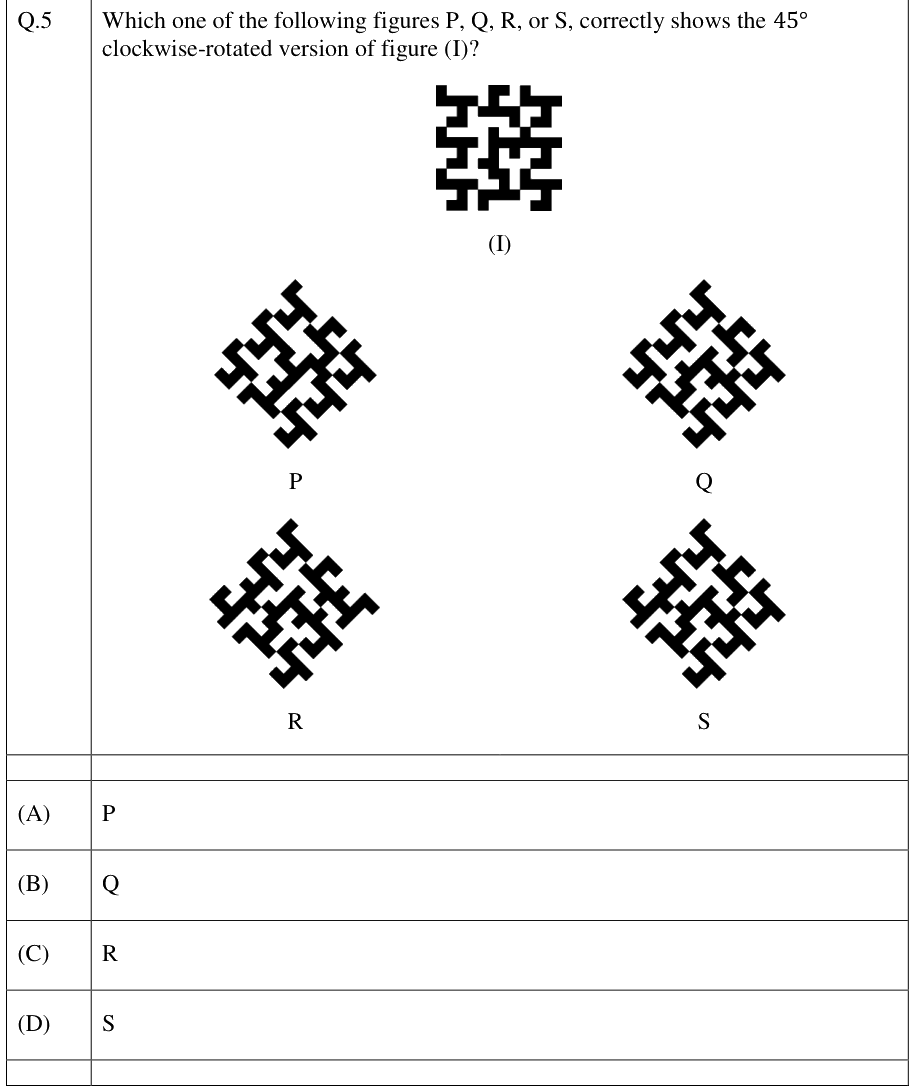 Q.5 Which one of the following figures P, Q, R, or S, correctly shows the 45°
clockwise-rotated version of figure (I)?
(I)
P Q
R S
(A) P
(B) Q
(C) R
(D) S